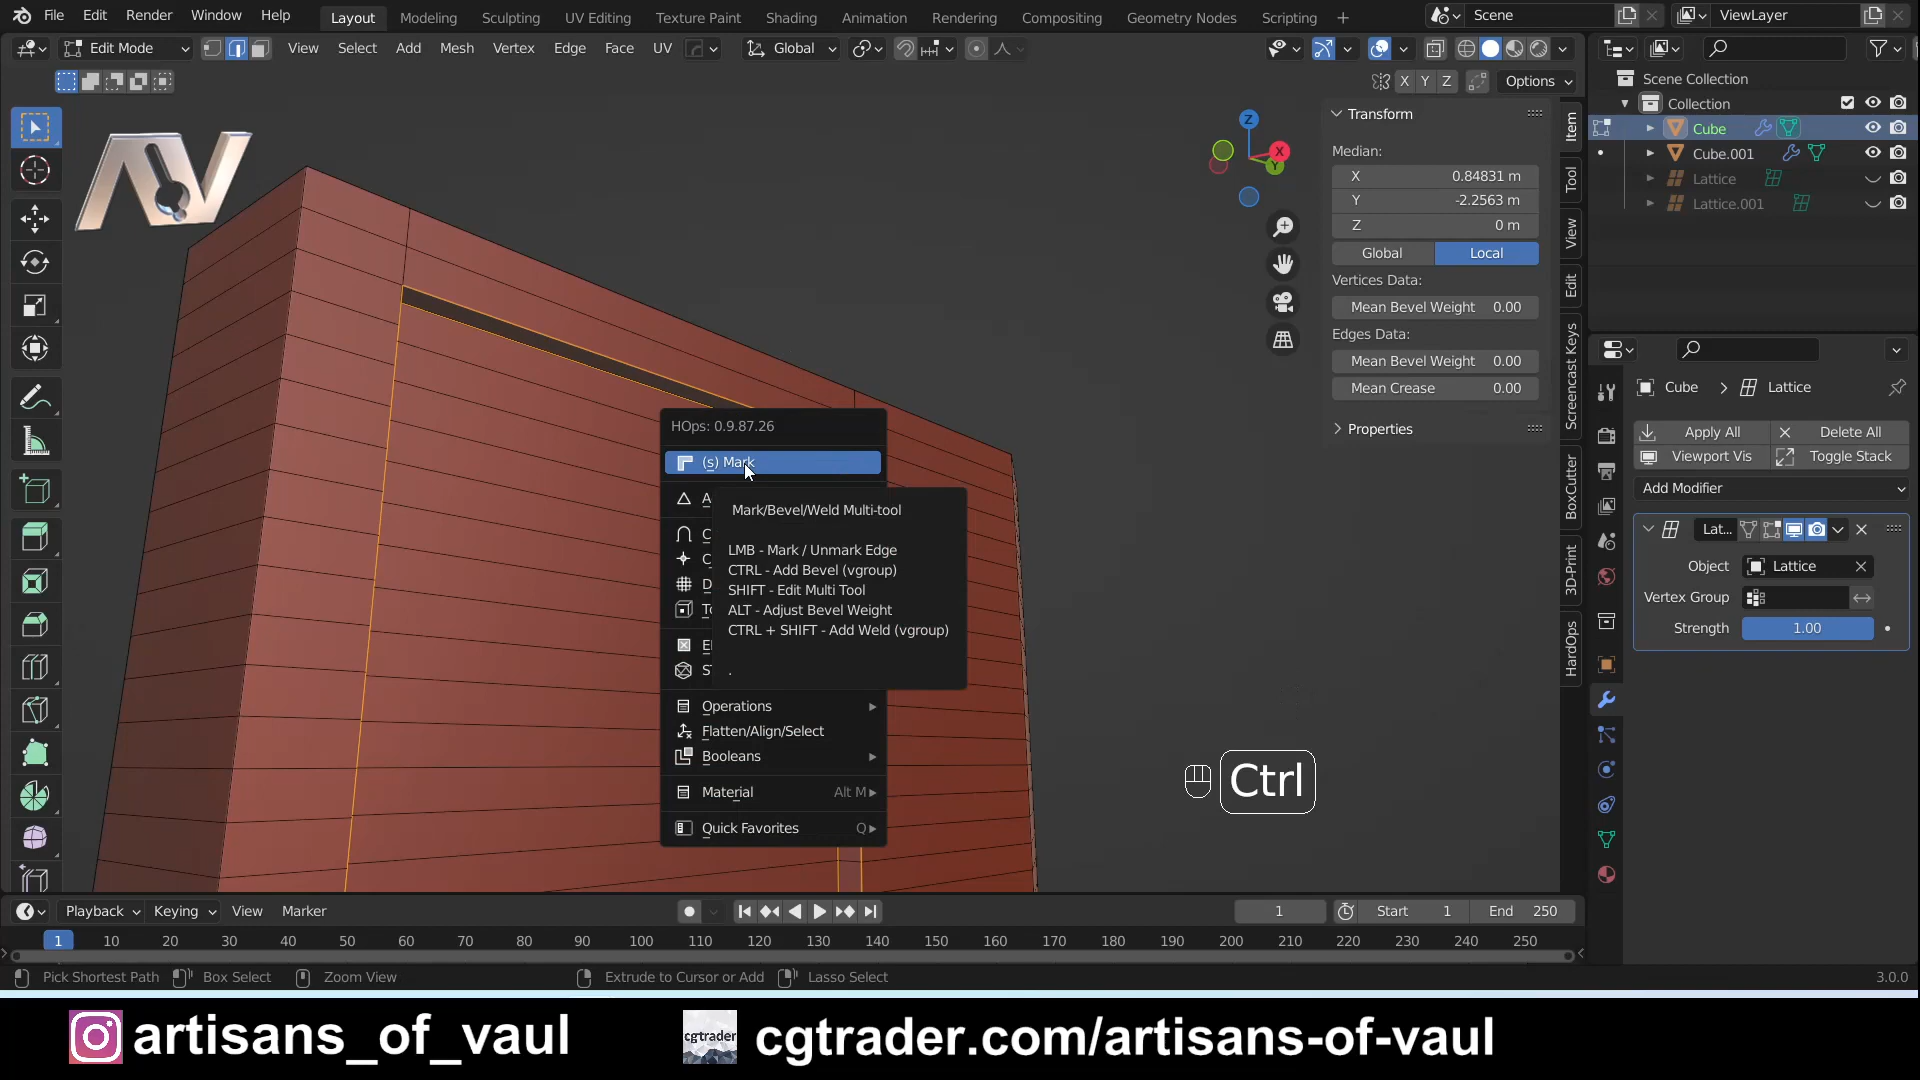 File Edit Render Window Help Layout Modeling Sculpting UV Editing Texture Paint Shading Animation Rendering Compositing Geometry Nodes Scripting + Scene ViewLayer
Edit Mode View Select Add Mesh Vertex Edge Face UV Global
X Y Z Options
Scene Collection
Collection
Cube
Cube.001
Lattice
Lattice.001
Transform
Median:
X 0.84831 m
Y -2.2563 m
Z 0 m
Global Local
Vertices Data:
Mean Bevel Weight 0.00
Edges Data:
Mean Bevel Weight 0.00
Mean Crease 0.00
Properties
Item
Tool
View
Edit
Screencast Keys
BoxCutter
3D-Print
HardOps
Z
X
Y
AV
HOps: 0.9.87.26
(s) Mark
Mark/Bevel/Weld Multi-tool
LMB - Mark / Unmark Edge
CTRL - Add Bevel (vgroup)
SHIFT - Edit Multi Tool
ALT - Adjust Bevel Weight
CTRL + SHIFT - Add Weld (vgroup)
.
Operations
Flatten/Align/Select
Booleans
Material Alt M
Quick Favorites Q
Ctrl
Cube Lattice
Apply All Delete All
Viewport Vis Toggle Stack
Add Modifier
Lat...
Object Lattice
Vertex Group
Strength 1.00
Playback Keying View Marker 1 Start 1 End 250
1 10 20 30 40 50 60 70 80 90 100 110 120 130 140 150 160 170 180 190 200 210 220 230 240 250
Pick Shortest Path Box Select Zoom View Extrude to Cursor or Add Lasso Select 3.0.0
artisans_of_vaul cgtrader cgtrader.com/artisans-of-vaul